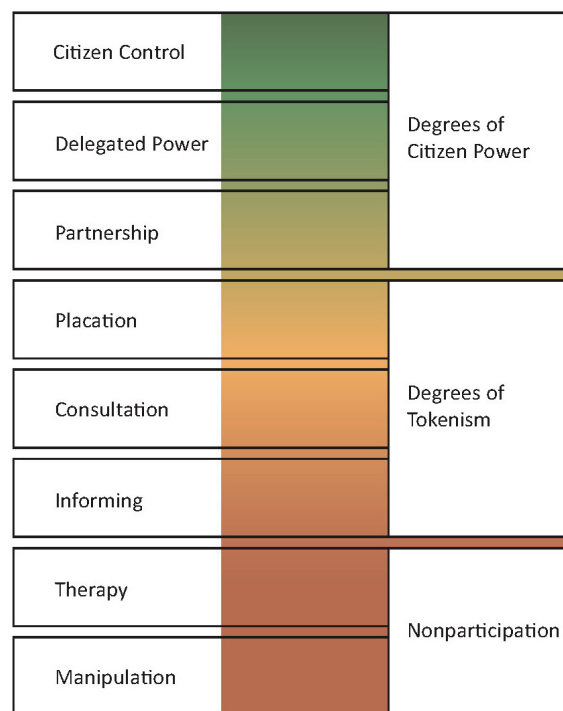 Citizen Control
Delegated Power
Degrees of
Citizen Power
Partnership
Placation
Consultation
Degrees of
Tokenism
Informing
Therapy
Nonparticipation
Manipulation